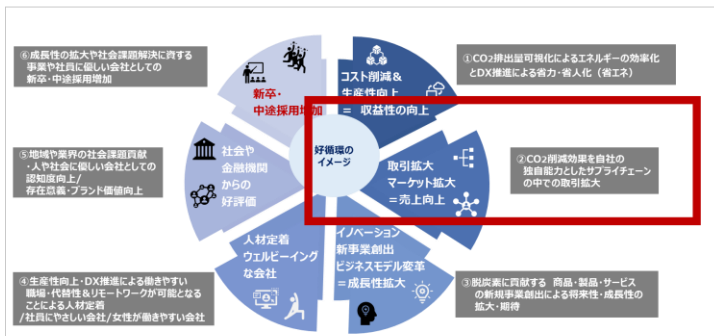 ⑥成長性の拡大や社会課題解決に資する
事業や社員に優しい会社としての
新卒・中途採用増加
新卒・
中途採用増加
コスト削減&
生産性向上
= 収益性の向上
①CO2排出量可視化によるエネルギーの効率化
とDX推進による省力・省人化（省エネ）
⑤地域や業界の社会課題貢献
・人や社会に優しい会社としての
認知度向上/
存在意義・ブランド価値向上
社会や
金融機関
からの
好評価
好循環の
イメージ
取引拡大
マーケット拡大
＝売上向上
②CO2削減効果を自社の
独自能力としたサプライチェーン
の中での取引拡大
④生産性向上・DX推進による働きやすい
職場・代替性&リモートワークが可能となる
ことによる人材定着
/社員にやさしい会社/女性が働きやすい会社
人材定着
ウエルビーイング
な会社
イノベーション
新事業創出
ビジネスモデル変革
＝成長性拡大
③脱炭素に貢献する 商品・製品・サービス
の新規事業創出による将来性・成長性の
拡大・期待